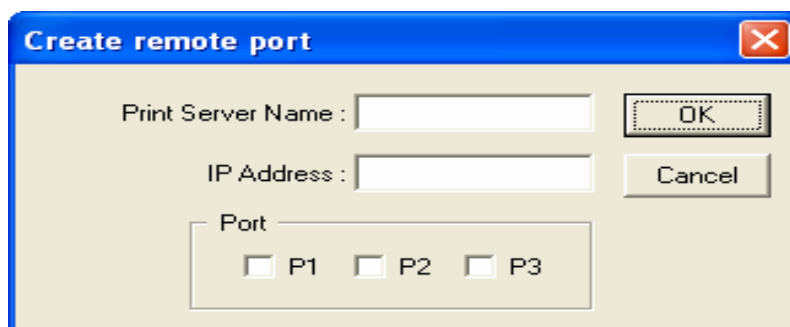 Create remote port
Print Server Name :
OK
IP Address :
Cancel
Port
P1 P2 P3